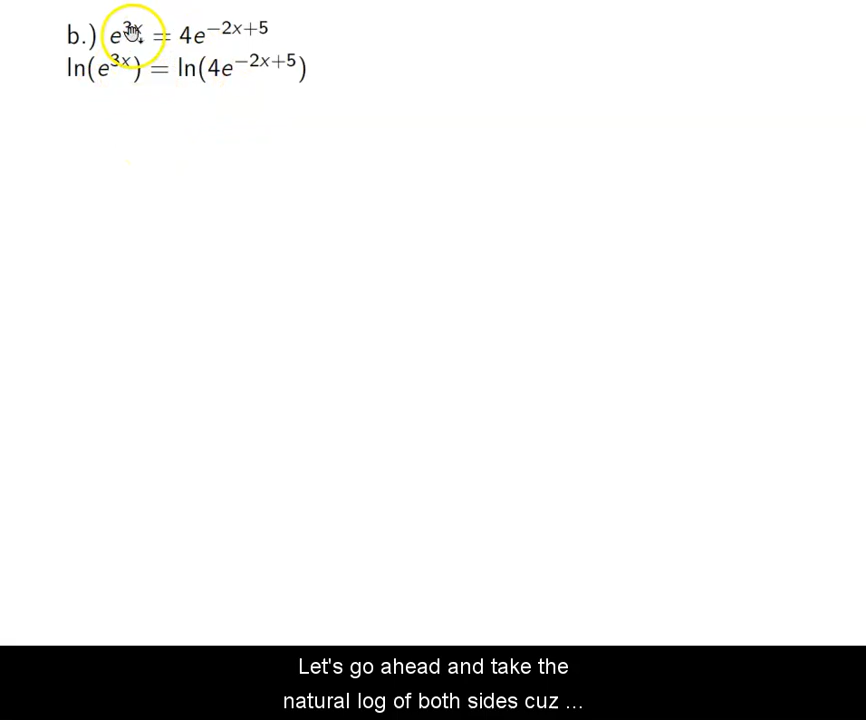 b.) e^{3x} = 4e^{−2x+5}
ln(e^{3x}) = ln(4e^{−2x+5})
Let's go ahead and take the
natural log of both sides cuz ...